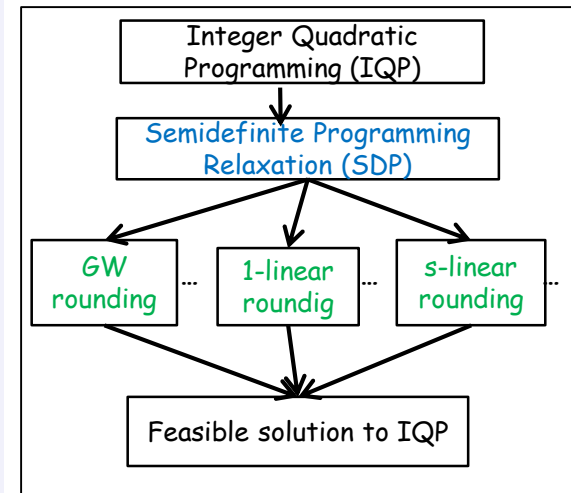 Integer Quadratic
Programming (IQP)
Semidefinite Programming
Relaxation (SDP)
GW
rounding
...
1-linear
roundig
...
s-linear
rounding
...
Feasible solution to IQP